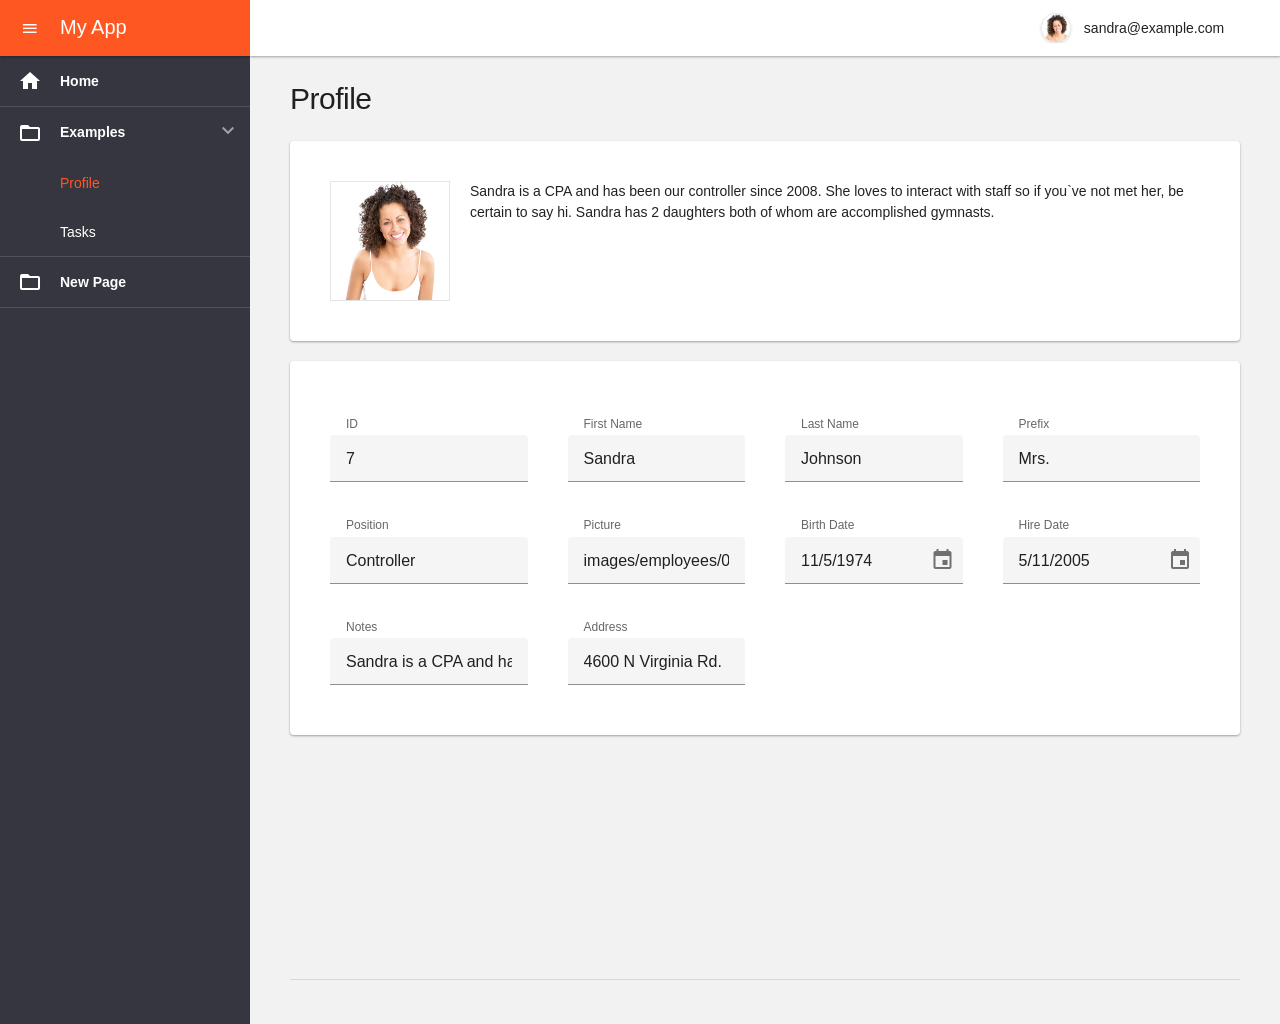 My App
sandra@example.com
Home
Examples
Profile
Tasks
New Page
Profile
Sandra is a CPA and has been our controller since 2008. She loves to interact with staff so if you`ve not met her, be
certain to say hi. Sandra has 2 daughters both of whom are accomplished gymnasts.
ID
First Name
Last Name
Prefix
7
Sandra
Johnson
Mrs.
Position
Picture
Birth Date
Hire Date
Controller
images/employees/0
11/5/1974
5/11/2005
Notes
Address
Sandra is a CPA and ha
4600 N Virginia Rd.